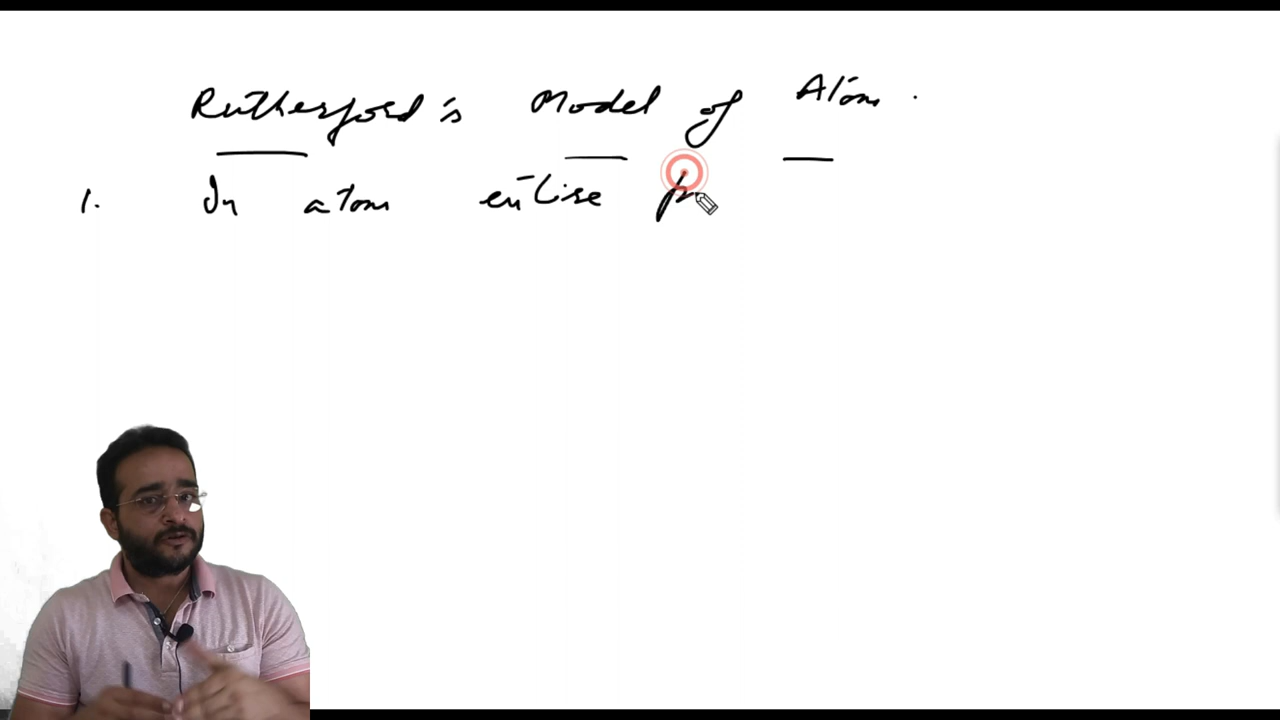 Rutherford's Model of Atom.
1. In atom entire